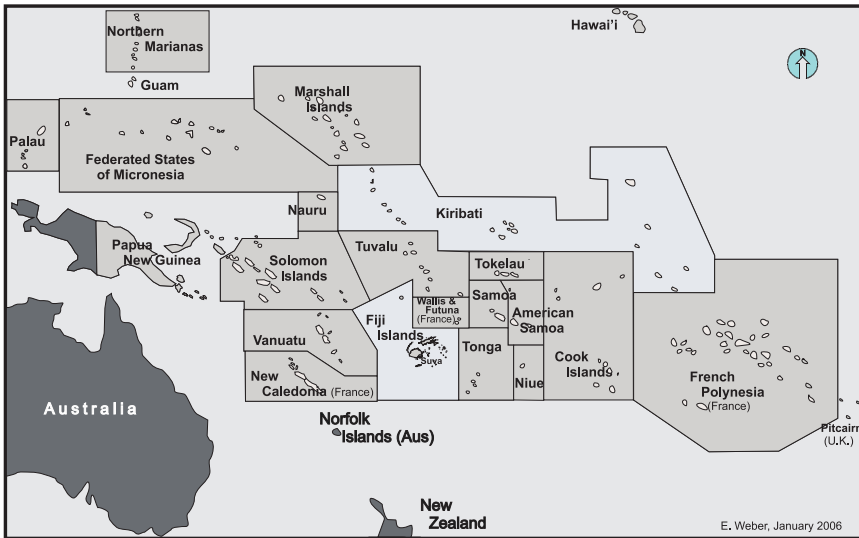 Northern
Marianas
Hawai'i
N
Guam
Marshall
Islands
Palau
Federated States
of Micronesia
Nauru
Kiribati
Papua
New Guinea
Solomon
Islands
Tuvalu
Tokelau
Wallis &
Futuna
(France)
Samoa
American
Samoa
Fiji
Islands
Suva
Vanuatu
Tonga
Niue
Cook
Islands
New
Caledonia (France)
French
Polynesia
(France)
Pitcairn
(U.K.)
Australia
Norfolk
Islands (Aus)
New
Zealand
E. Weber, January 2006